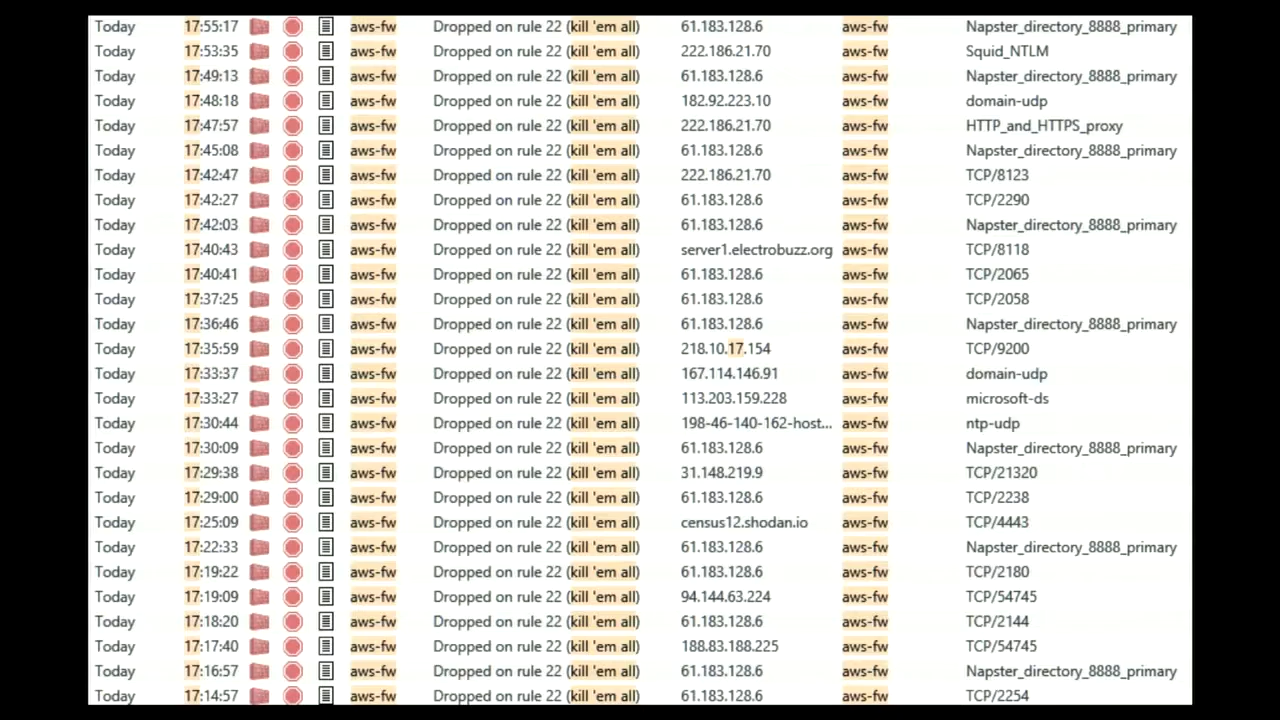 Today 17:55:17 aws-fw Dropped on rule 22 (kill 'em all) 61.183.128.6 aws-fw Napster_directory_8888_primary
Today 17:53:35 aws-fw Dropped on rule 22 (kill 'em all) 222.186.21.70 aws-fw Squid_NTLM
Today 17:49:13 aws-fw Dropped on rule 22 (kill 'em all) 61.183.128.6 aws-fw Napster_directory_8888_primary
Today 17:48:18 aws-fw Dropped on rule 22 (kill 'em all) 182.92.223.10 aws-fw domain-udp
Today 17:47:57 aws-fw Dropped on rule 22 (kill 'em all) 222.186.21.70 aws-fw HTTP_and_HTTPS_proxy
Today 17:45:08 aws-fw Dropped on rule 22 (kill 'em all) 61.183.128.6 aws-fw Napster_directory_8888_primary
Today 17:42:47 aws-fw Dropped on rule 22 (kill 'em all) 222.186.21.70 aws-fw TCP/8123
Today 17:42:27 aws-fw Dropped on rule 22 (kill 'em all) 61.183.128.6 aws-fw TCP/2290
Today 17:42:03 aws-fw Dropped on rule 22 (kill 'em all) 61.183.128.6 aws-fw Napster_directory_8888_primary
Today 17:40:43 aws-fw Dropped on rule 22 (kill 'em all) server1.electrobuzz.org aws-fw TCP/8118
Today 17:40:41 aws-fw Dropped on rule 22 (kill 'em all) 61.183.128.6 aws-fw TCP/2065
Today 17:37:25 aws-fw Dropped on rule 22 (kill 'em all) 61.183.128.6 aws-fw TCP/2058
Today 17:36:46 aws-fw Dropped on rule 22 (kill 'em all) 61.183.128.6 aws-fw Napster_directory_8888_primary
Today 17:35:59 aws-fw Dropped on rule 22 (kill 'em all) 218.10.17.154 aws-fw TCP/9200
Today 17:33:37 aws-fw Dropped on rule 22 (kill 'em all) 167.114.146.91 aws-fw domain-udp
Today 17:33:27 aws-fw Dropped on rule 22 (kill 'em all) 113.203.159.228 aws-fw microsoft-ds
Today 17:30:44 aws-fw Dropped on rule 22 (kill 'em all) 198-46-140-162-host... aws-fw ntp-udp
Today 17:30:09 aws-fw Dropped on rule 22 (kill 'em all) 61.183.128.6 aws-fw Napster_directory_8888_primary
Today 17:29:38 aws-fw Dropped on rule 22 (kill 'em all) 31.148.219.9 aws-fw TCP/21320
Today 17:29:00 aws-fw Dropped on rule 22 (kill 'em all) 61.183.128.6 aws-fw TCP/2238
Today 17:25:09 aws-fw Dropped on rule 22 (kill 'em all) census12.shodan.io aws-fw TCP/4443
Today 17:22:33 aws-fw Dropped on rule 22 (kill 'em all) 61.183.128.6 aws-fw Napster_directory_8888_primary
Today 17:19:22 aws-fw Dropped on rule 22 (kill 'em all) 61.183.128.6 aws-fw TCP/2180
Today 17:19:09 aws-fw Dropped on rule 22 (kill 'em all) 94.144.63.224 aws-fw TCP/54745
Today 17:18:20 aws-fw Dropped on rule 22 (kill 'em all) 61.183.128.6 aws-fw TCP/2144
Today 17:17:40 aws-fw Dropped on rule 22 (kill 'em all) 188.83.188.225 aws-fw TCP/54745
Today 17:16:57 aws-fw Dropped on rule 22 (kill 'em all) 61.183.128.6 aws-fw Napster_directory_8888_primary
Today 17:14:57 aws-fw Dropped on rule 22 (kill 'em all) 61.183.128.6 aws-fw TCP/2254